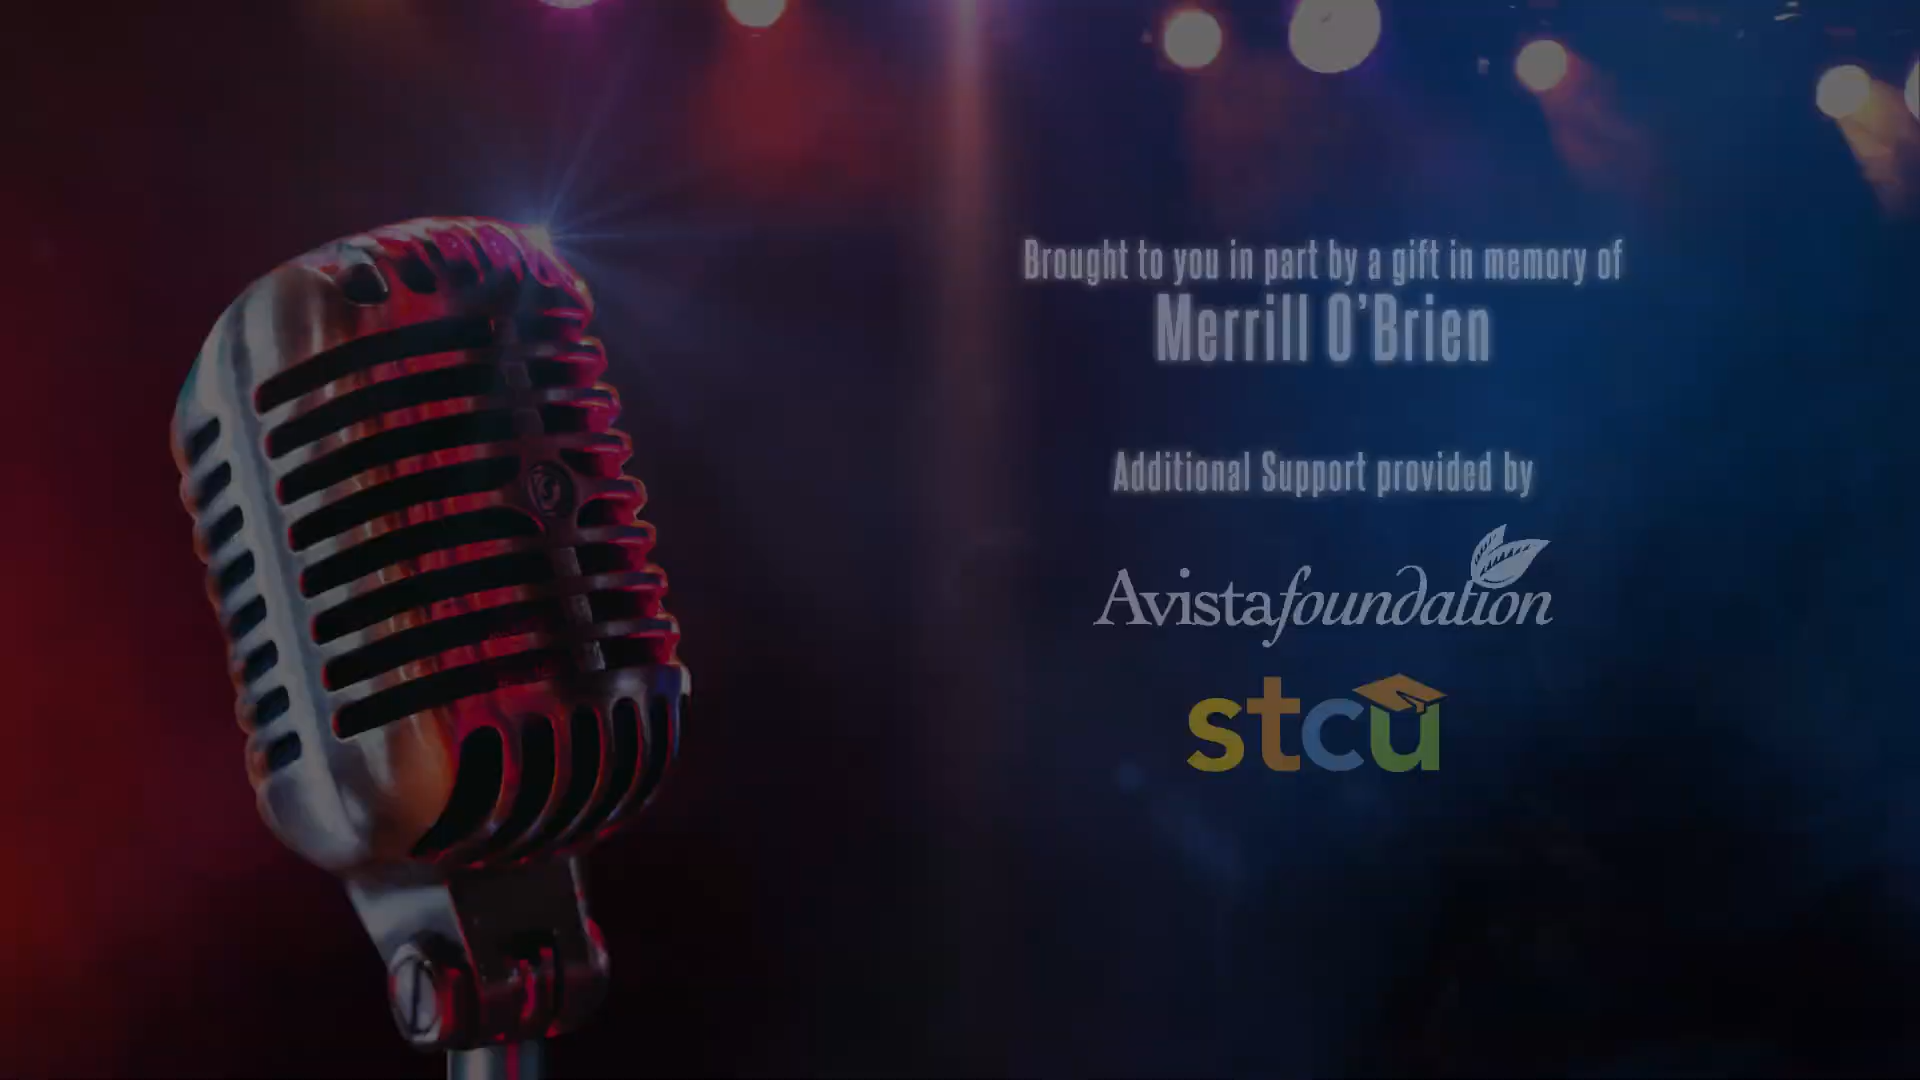 Brought to you in part by a gift in memory of
Merrill O'Brien
Additional Support provided by
Avistafoundation
stcu